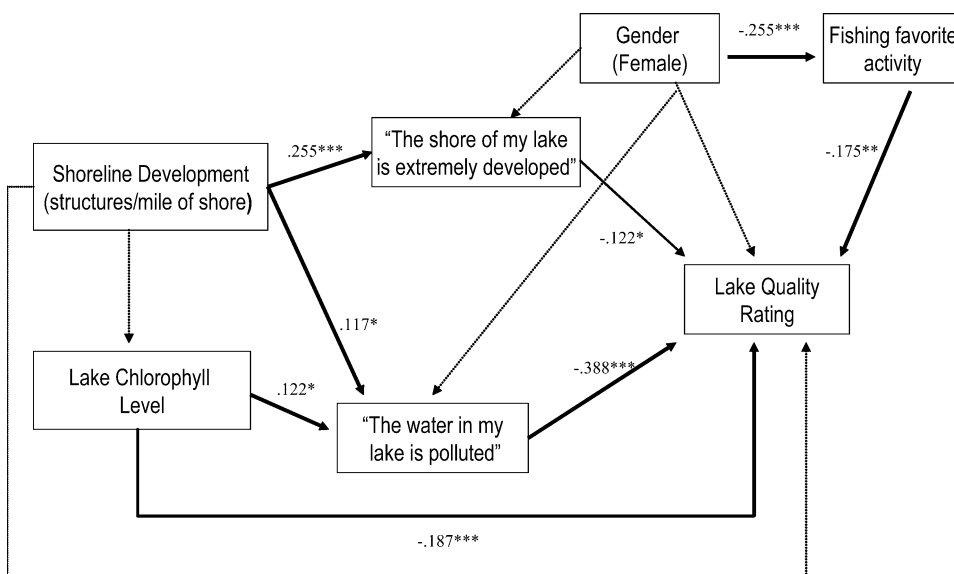 Gender
(Female)
-.255***
Fishing favorite
activity
.255***
“The shore of my lake
is extremely developed”
-.175**
Shoreline Development
(structures/mile of shore)
-.122*
Lake Quality
Rating
.117*
Lake Chlorophyll
Level
.122*
-.388***
“The water in my
lake is polluted”
-.187***